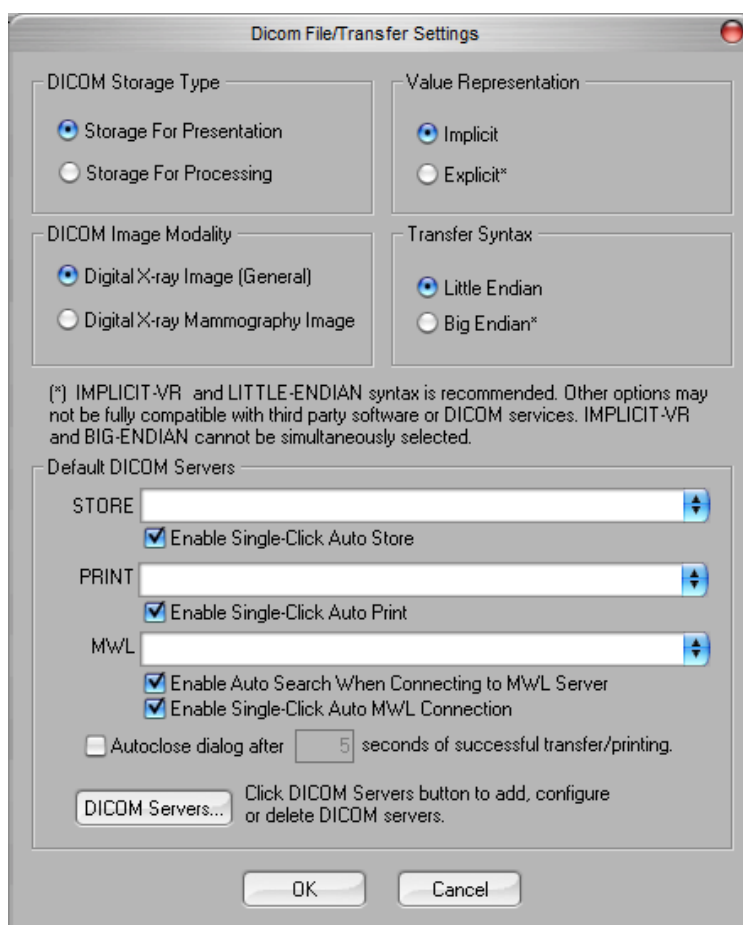 Dicom File/Transfer Settings
DICOM Storage Type
Storage For Presentation
Storage For Processing
Value Representation
Implicit
Explicit*
DICOM Image Modality
Digital X-ray Image (General)
Digital X-ray Mammography Image
Transfer Syntax
Little Endian
Big Endian*
(*) IMPLICIT-VR and LITTLE-ENDIAN syntax is recommended. Other options may
not be fully compatible with third party software or DICOM services. IMPLICIT-VR
and BIG-ENDIAN cannot be simultaneously selected.
Default DICOM Servers
STORE
Enable Single-Click Auto Store
PRINT
Enable Single-Click Auto Print
MWL
Enable Auto Search When Connecting to MWL Server
Enable Single-Click Auto MWL Connection
Autoclose dialog after 5 seconds of successful transfer/printing.
DICOM Servers...
Click DICOM Servers button to add, configure
or delete DICOM servers.
OK
Cancel